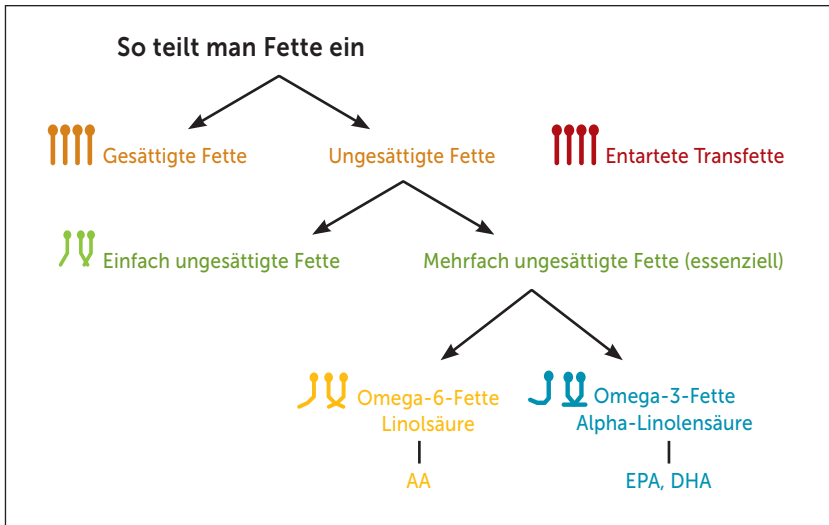 So teilt man Fette ein
Gesättigte Fette
Ungesättigte Fette
Entartete Transfette
Einfach ungesättigte Fette
Mehrfach ungesättigte Fette (essenziell)
Omega-6-Fette
Linolsäure
Omega-3-Fette
Alpha-Linolensäure
AA
EPA, DHA